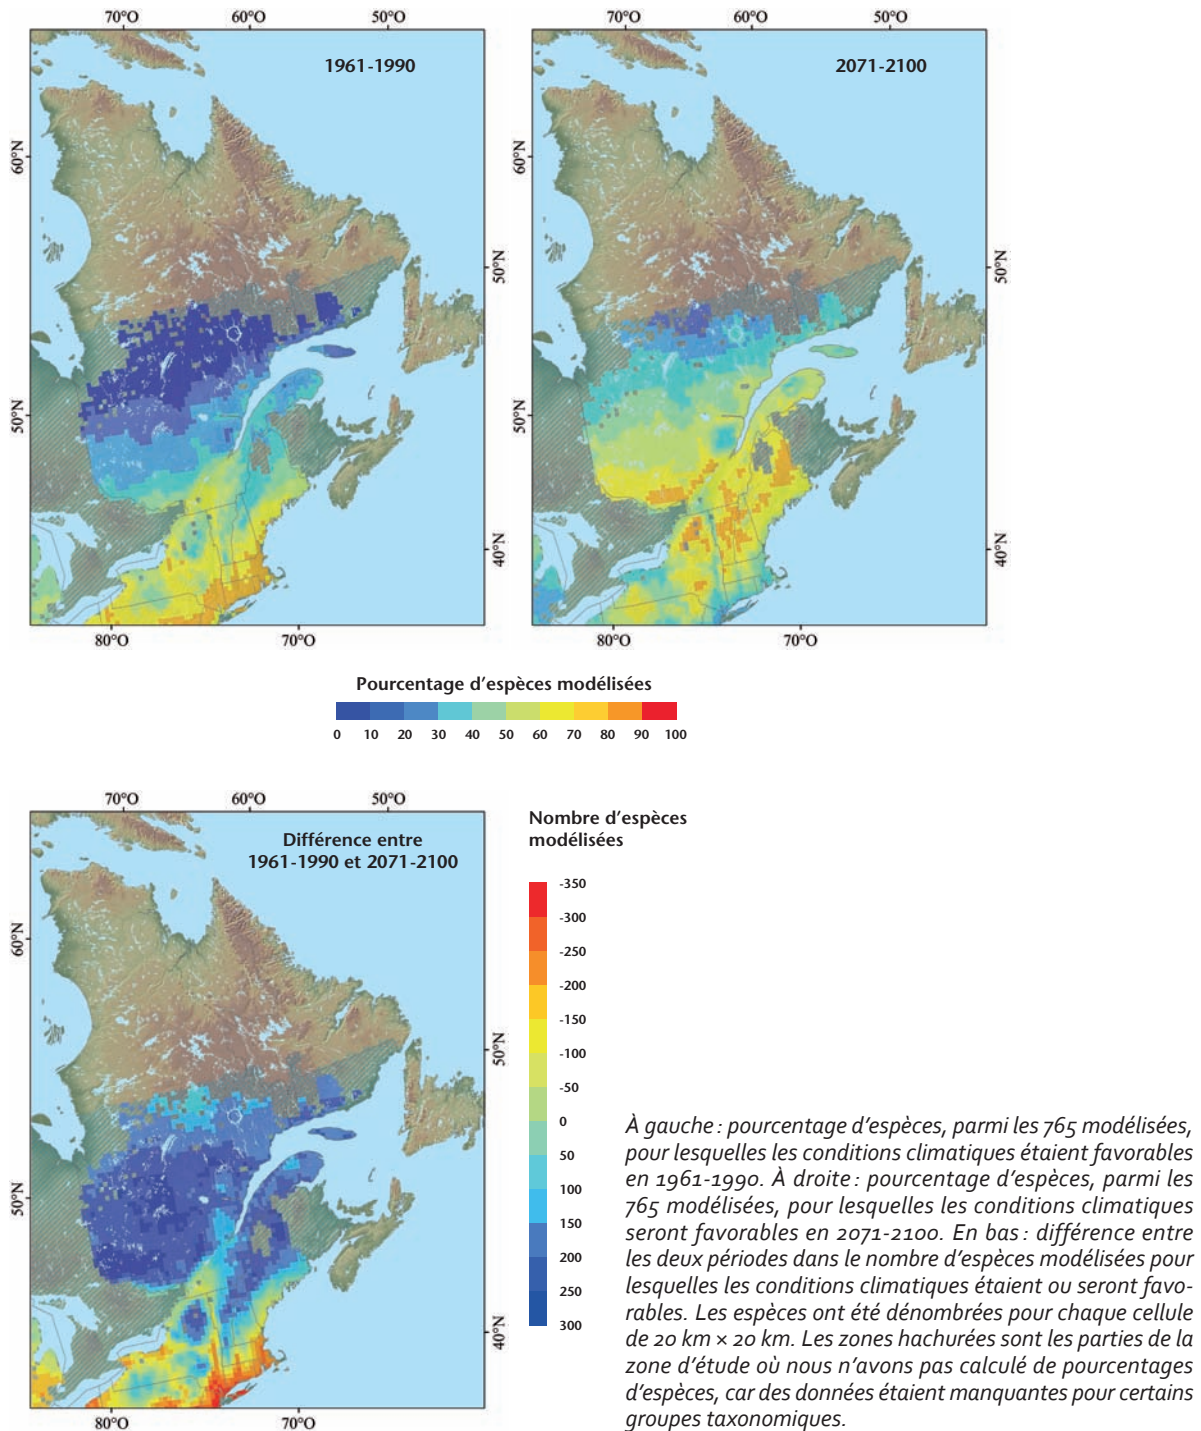 70°O 60°O 50°O
1961-1990
60°N
50°N
50°N
40°N
80°O 70°O
70°O 60°O 50°O
2071-2100
60°N
50°N
50°N
40°N
80°O 70°O
Pourcentage d'espèces modélisées
0 10 20 30 40 50 60 70 80 90 100
70°O 60°O 50°O
Différence entre
1961-1990 et 2071-2100
60°N
50°N
50°N
40°N
80°O 70°O
Nombre d'espèces
modélisées
-350
-300
-250
-200
-150
-100
-50
0
50
100
150
200
250
300
À gauche : pourcentage d'espèces, parmi les 765 modélisées,
pour lesquelles les conditions climatiques étaient favorables
en 1961-1990. À droite : pourcentage d'espèces, parmi les
765 modélisées, pour lesquelles les conditions climatiques
seront favorables en 2071-2100. En bas : différence entre
les deux périodes dans le nombre d'espèces modélisées pour
lesquelles les conditions climatiques étaient ou seront favo-
rables. Les espèces ont été dénombrées pour chaque cellule
de 20 km × 20 km. Les zones hachurées sont les parties de la
zone d'étude où nous n'avons pas calculé de pourcentages
d'espèces, car des données étaient manquantes pour certains
groupes taxonomiques.